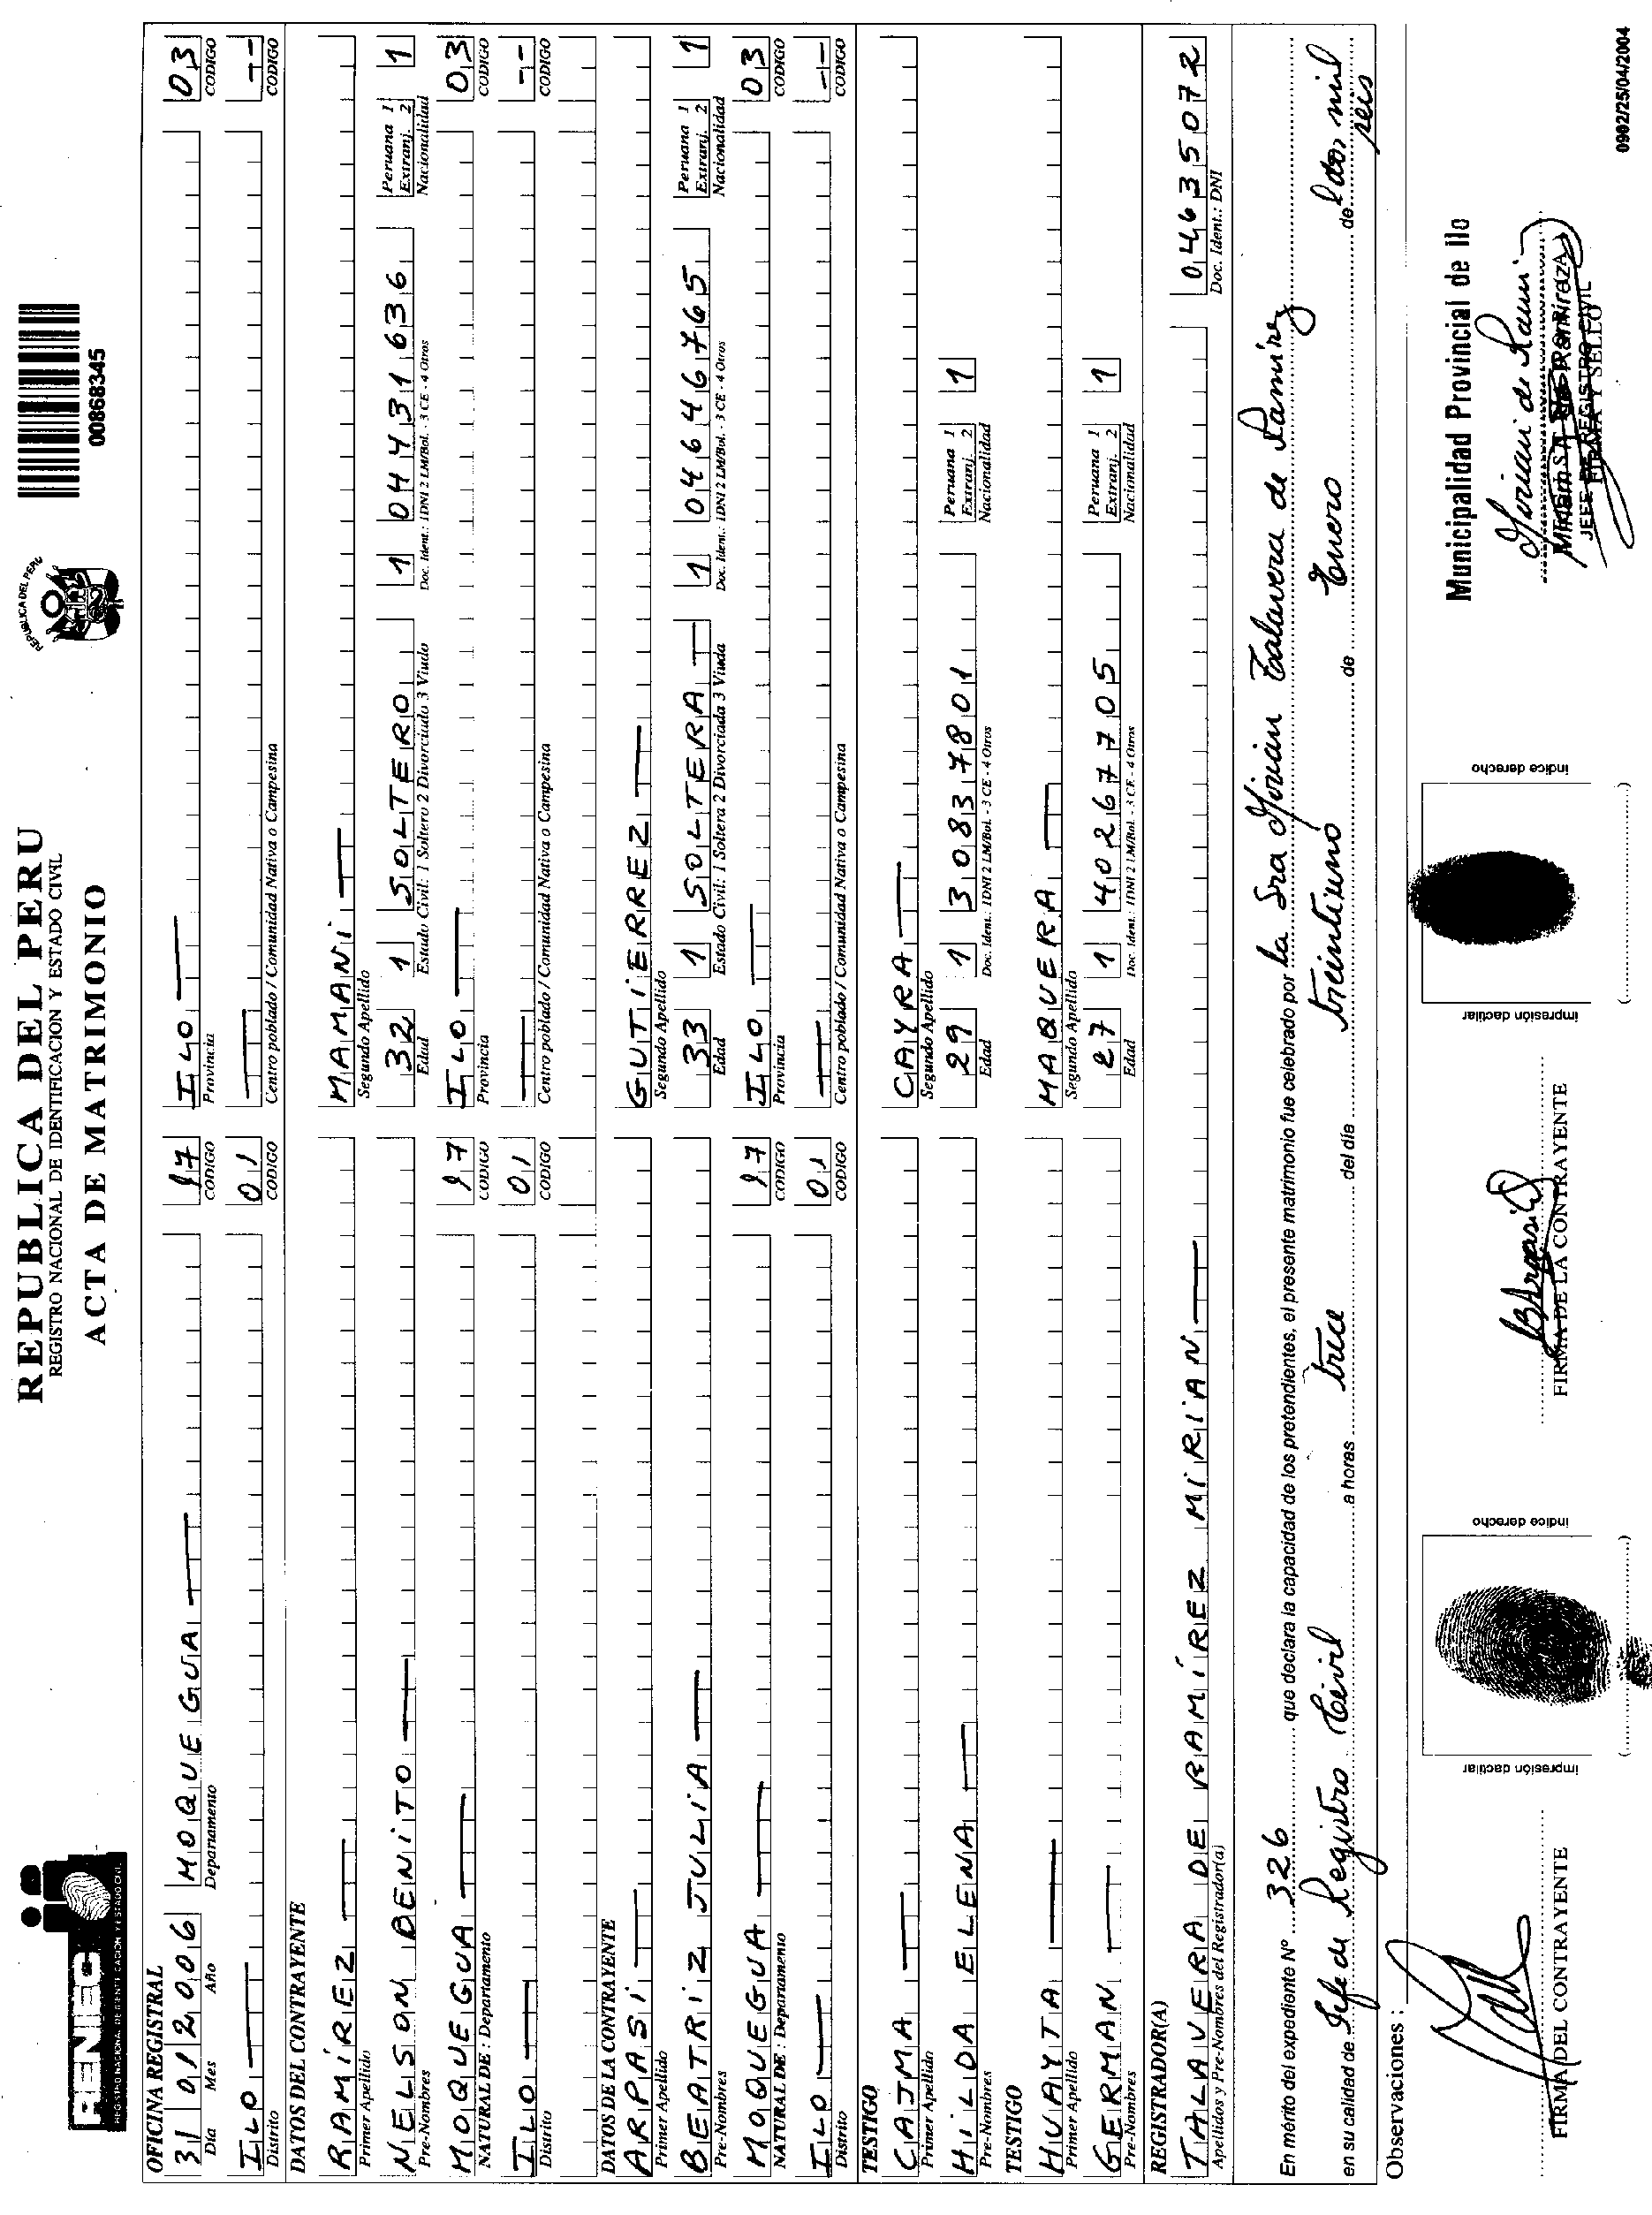 RENIEC
REGISTRO NACIONAL DE IDENTIFICACION Y ESTADO CIVIL
REPUBLICA DEL PERU
REGISTRO NACIONAL DE IDENTIFICACION Y ESTADO CIVIL
ACTA DE MATRIMONIO
REPUBLICA DEL PERU
00868345
OFICINA REGISTRAL
31 01 2006 MOQUEGUA 17 ILO 03
Dia Mes Año Departamento CODIGO Provincia CODIGO
ILO 01 --
Distrito CODIGO Centro poblado / Comunidad Nativa o Campesina CODIGO
DATOS DEL CONTRAYENTE
RAMÍREZ MAMANI
Primer Apellido Segundo Apellido
NELSON BENITO 32 1 SOLTERO 1 04431636 Peruana 1 Extranj. 2 1
Pre-Nombres Edad Estado Civil: 1 Soltero 2 Divorciado 3 Viudo Doc. Ident.: 1DNI 2 LM/Bol. - 3 CE - 4 Otros Nacionalidad
MOQUEGUA 17 ILO 03
NATURAL DE : Departamento CODIGO Provincia CODIGO
ILO 01 --
Distrito CODIGO Centro poblado / Comunidad Nativa o Campesina CODIGO
DATOS DE LA CONTRAYENTE
ARPASI GUTIERREZ
Primer Apellido Segundo Apellido
BEATRIZ JULIA 33 1 SOLTERA 1 04646765 Peruana 1 Extranj. 2 1
Pre-Nombres Edad Estado Civil: 1 Soltera 2 Divorciada 3 Viuda Doc. Ident.: 1DNI 2 LM/Bol. - 3 CE - 4 Otros Nacionalidad
MOQUEGUA 17 ILO 03
NATURAL DE : Departamento CODIGO Provincia CODIGO
ILO 01 --
Distrito CODIGO Centro poblado / Comunidad Nativa o Campesina CODIGO
TESTIGO
CAJMA CAYRA
Primer Apellido Segundo Apellido
HILDA ELENA 29 1 30837801 Peruana 1 Extranj. 2 1
Pre-Nombres Edad Doc. Ident.: 1DNI 2 LM/Bol. - 3 CE - 4 Otros Nacionalidad
TESTIGO
HUAYTA MAQUERA
Primer Apellido Segundo Apellido
GERMAN 27 1 40267705 Peruana 1 Extranj. 2 1
Pre-Nombres Edad Doc. Ident.: 1DNI 2 LM/Bol. - 3 CE - 4 Otros Nacionalidad
REGISTRADOR(A)
TALAVERA DE RAMÍREZ MIRIAN 04635072
Apellidos y Pre-Nombres del Registrador(a) Doc. Ident.: DNI
En mérito del expediente Nº 326 que declara la capacidad de los pretendientes, el presente matrimonio fue celebrado por la Sra Mirian Talavera de Ramírez
en su calidad de Jefe de Registro Civil a horas trece del día treintiuno de Enero de dos mil seis
Observaciones :
Municipalidad Provincial de Ilo
JEFE DE REGISTRO CIVIL
FIRMA Y SELLO
FIRMA DEL CONTRAYENTE
impresión dactilar
índice derecho
FIRMA DE LA CONTRAYENTE
impresión dactilar
índice derecho
0902/25/04/2004